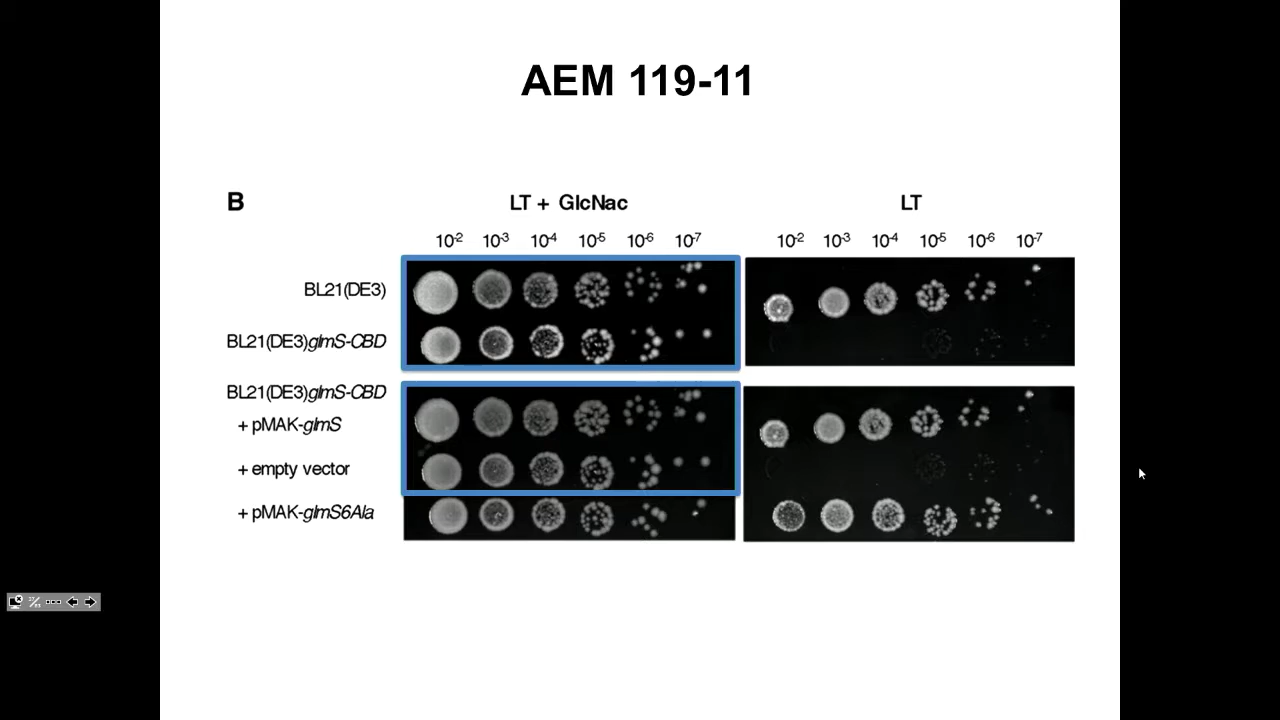 AEM 119-11
B
LT + GlcNac
LT
10-2 10-3 10-4 10-5 10-6 10-7
10-2 10-3 10-4 10-5 10-6 10-7
BL21(DE3)
BL21(DE3)glmS-CBD
BL21(DE3)glmS-CBD
+ pMAK-glmS
+ empty vector
+ pMAK-glmS6Ala